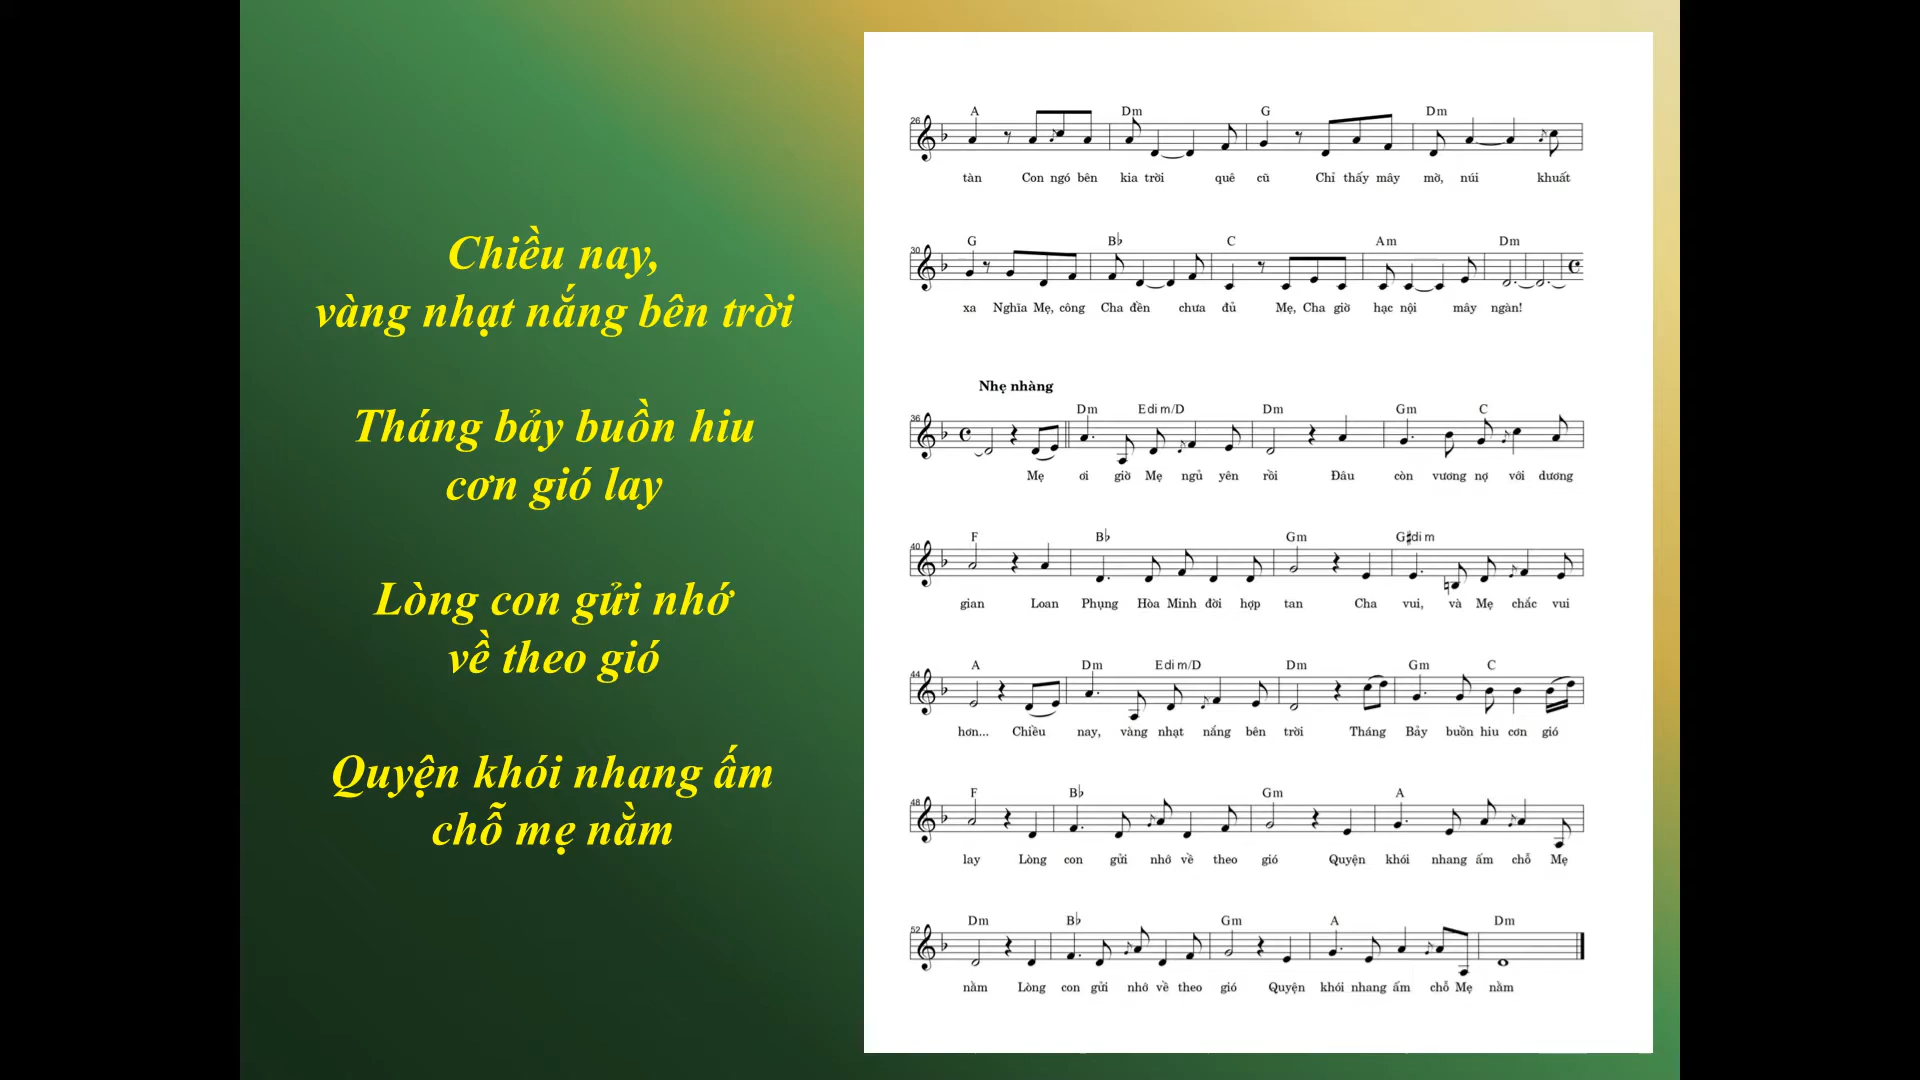 Chiều nay,
vàng nhạt nắng bên trời
Tháng bảy buồn hiu
cơn gió lay
Lòng con gửi nhớ
về theo gió
Quyện khói nhang ấm
chỗ mẹ nằm
26
A Dm G Dm
tàn Con ngó bên kia trời quê cũ Chỉ thấy mây mờ, núi khuất
30
G B♭ C Am Dm
xa Nghĩa Mẹ, công Cha đền chưa đủ Mẹ, Cha giờ hạc nội mây ngàn!
Nhẹ nhàng
36
Dm Edim/D Dm Gm C
Mẹ ơi giờ Mẹ ngủ yên rồi Đâu còn vương nợ với dương
40
F B♭ Gm G♯dim
gian Loan Phụng Hòa Minh đời hợp tan Cha vui, và Mẹ chắc vui
44
A Dm Edim/D Dm Gm C
hơn... Chiều nay, vàng nhạt nắng bên trời Tháng Bảy buồn hiu cơn gió
48
F B♭ Gm A
lay Lòng con gửi nhớ về theo gió Quyện khói nhang ấm chỗ Mẹ
52
Dm B♭ Gm A Dm
nằm Lòng con gửi nhớ về theo gió Quyện khói nhang ấm chỗ Mẹ nằm